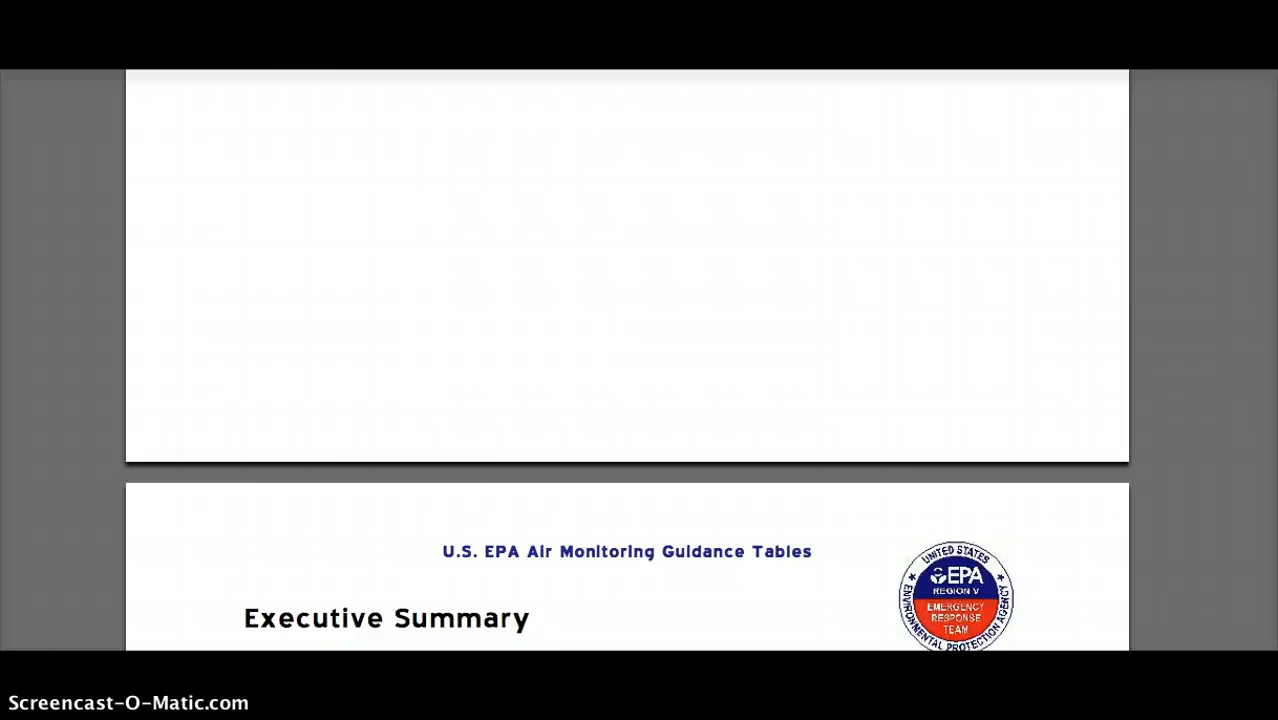 U.S. EPA Air Monitoring Guidance Tables
Executive Summary
UNITED STATES
EPA
REGION V
EMERGENCY
RESPONSE
TEAM
ENVIRONMENTAL PROTECTION AGENCY
Screencast-O-Matic.com